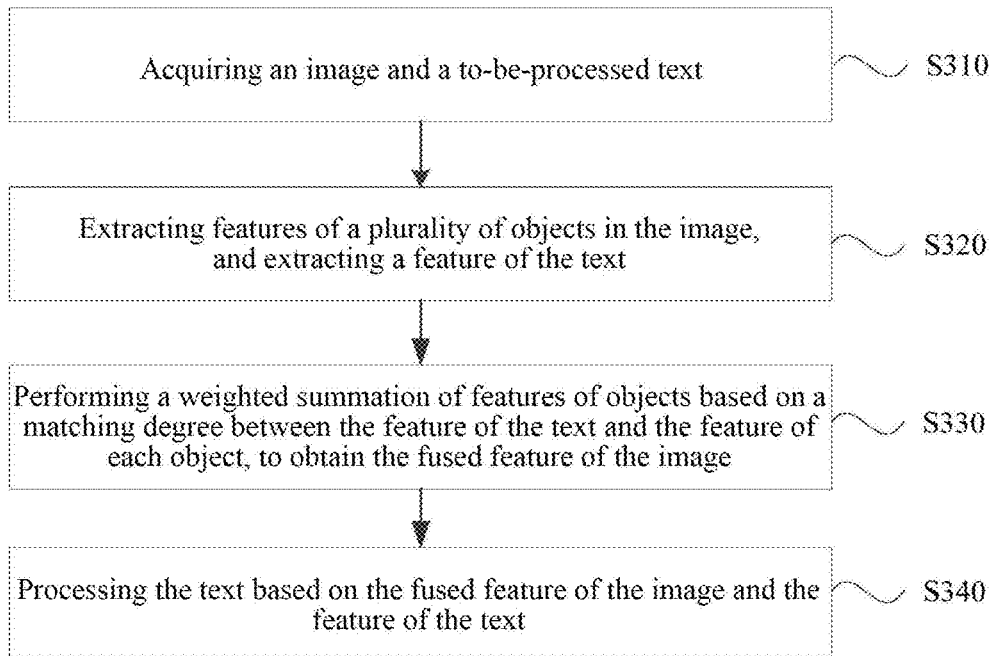 Acquiring an image and a to-be-processed text
S310
Extracting features of a plurality of objects in the image,
and extracting a feature of the text
S320
Performing a weighted summation of features of objects based on a
matching degree between the feature of the text and the feature of
each object, to obtain the fused feature of the image
S330
Processing the text based on the fused feature of the image and the
feature of the text
S340